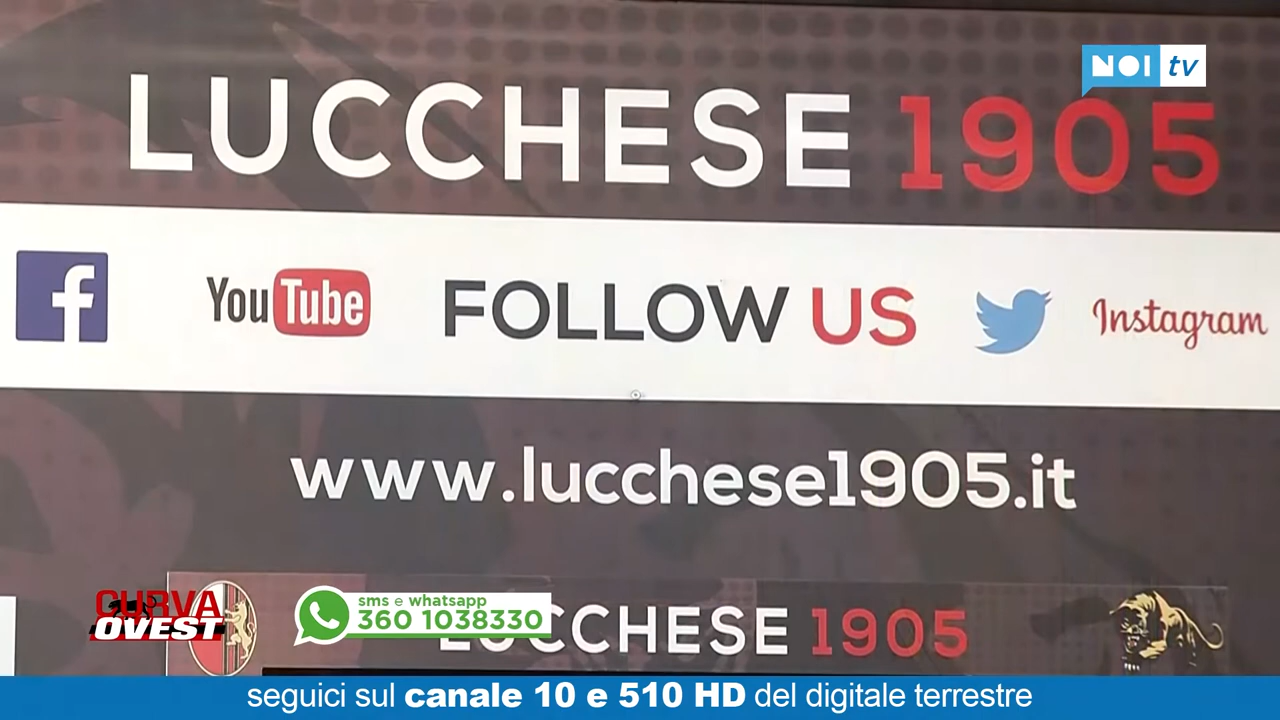 NOI tv
LUCCHESE 1905
f YouTube FOLLOW US Instagram
www.lucchese1905.it
CURVA
OVEST
sms e whatsapp
360 1038330
LUCCHESE 1905
seguici sul canale 10 e 510 HD del digitale terrestre